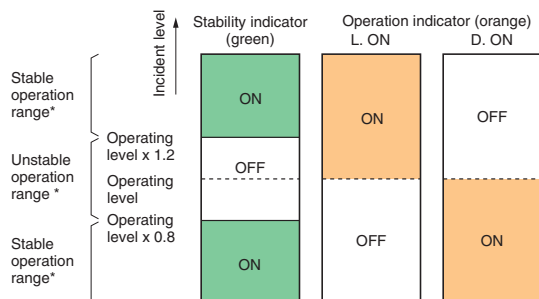 Incident level
Stability indicator
(green)
Operation indicator (orange)
L. ON
D. ON
Stable
operation
range*
Unstable
operation
range *
Stable
operation
range*
Operating
level x 1.2
Operating
level
Operating
level x 0.8
ON
OFF
ON
ON
OFF
OFF
ON